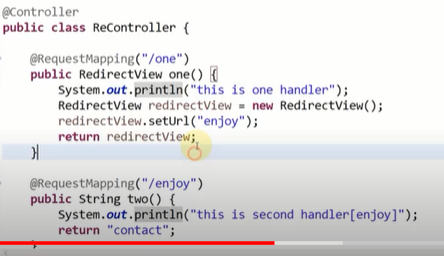 @Controller
public class ReController {
@RequestMapping("/one")
public RedirectView one() {
System.out.println("this is one handler");
RedirectView redirectView = new RedirectView();
redirectView.setUrl("enjoy");
return redirectView;
}
@RequestMapping("/enjoy")
public String two() {
System.out.println("this is second handler[enjoy]");
return "contact";